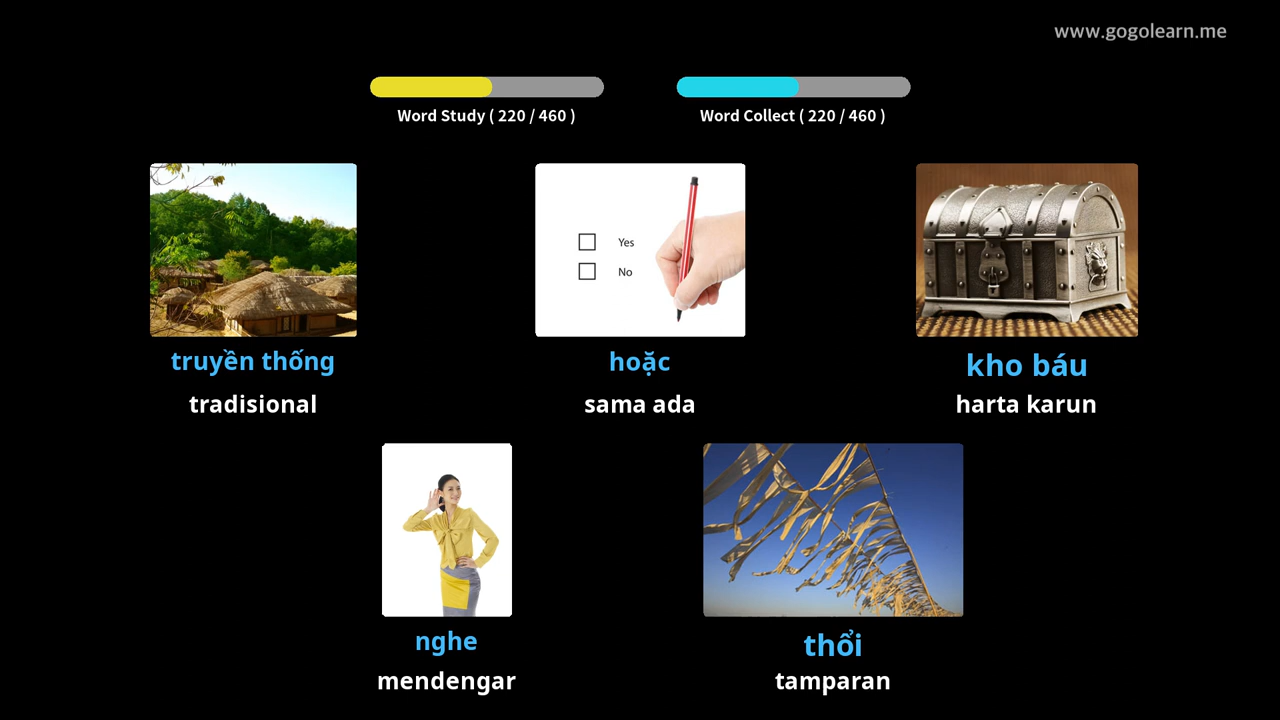 www.gogolearn.me
Word Study ( 220 / 460 )
Word Collect ( 220 / 460 )
Yes
No
truyền thống
hoặc
kho báu
tradisional
sama ada
harta karun
nghe
thổi
mendengar
tamparan